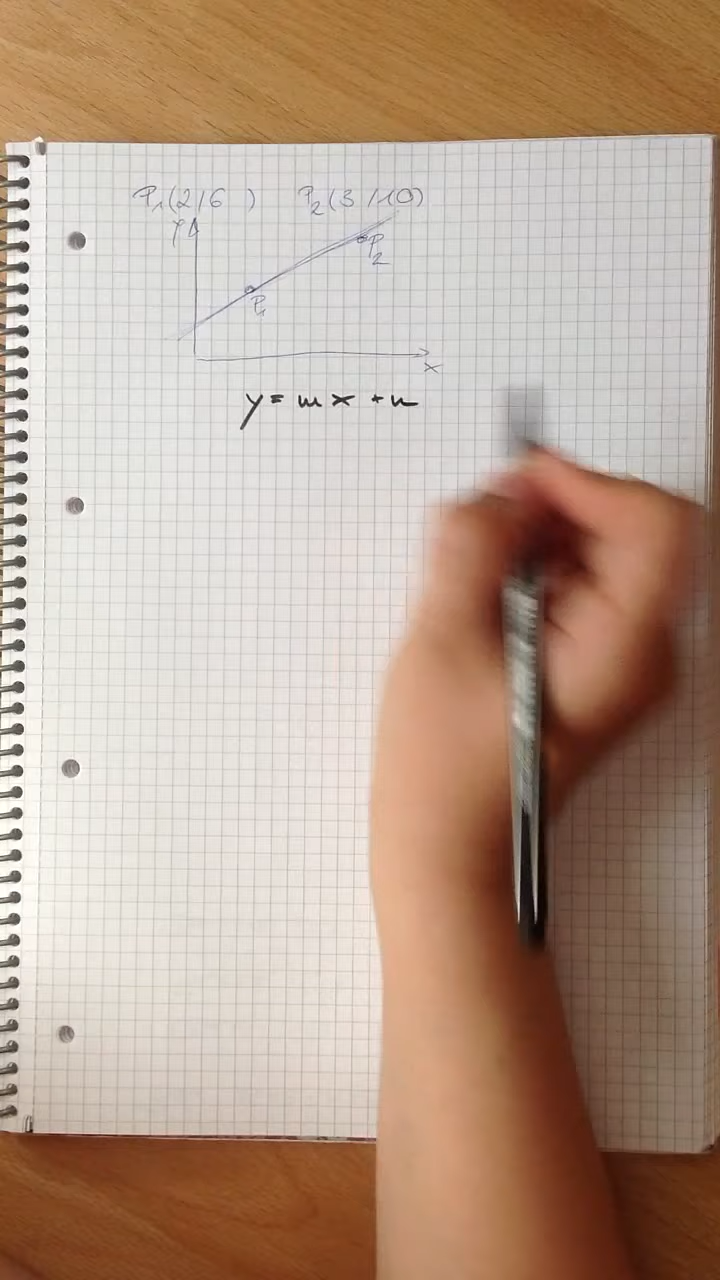 P₁(2/6 ) P₂(3/10)
y
P₂
P₁
x
y = mx + n